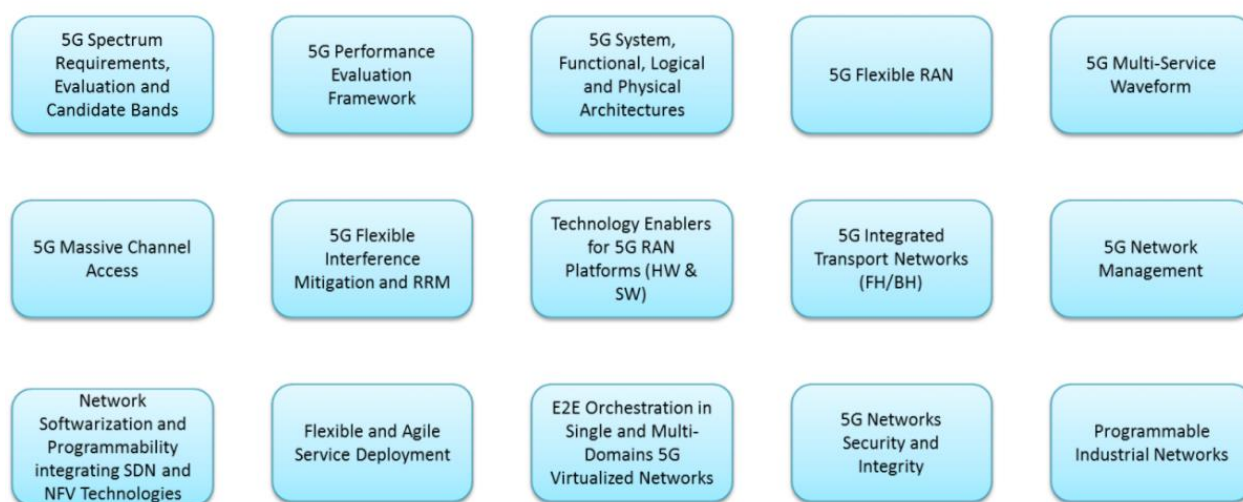 5G Spectrum
Requirements,
Evaluation and
Candidate Bands
5G Performance
Evaluation
Framework
5G System,
Functional, Logical
and Physical
Architectures
5G Flexible RAN
5G Multi-Service
Waveform
5G Massive Channel
Access
5G Flexible
Interference
Mitigation and RRM
Technology Enablers
for 5G RAN
Platforms (HW &
SW)
5G Integrated
Transport Networks
(FH/BH)
5G Network
Management
Network
Softwarization and
Programmability
integrating SDN and
NFV Technologies
Flexible and Agile
Service Deployment
E2E Orchestration in
Single and Multi-
Domains 5G
Virtualized Networks
5G Networks
Security and
Integrity
Programmable
Industrial Networks